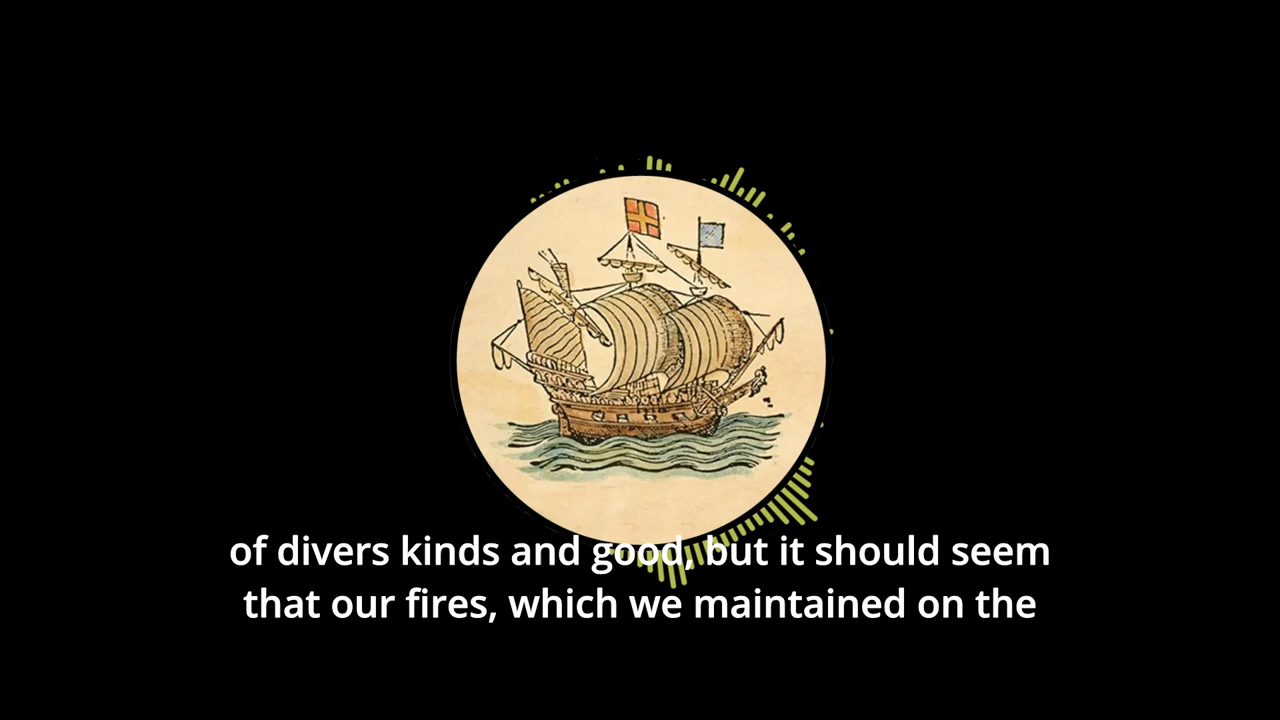 of divers kinds and good, but it should seem
that our fires, which we maintained on the